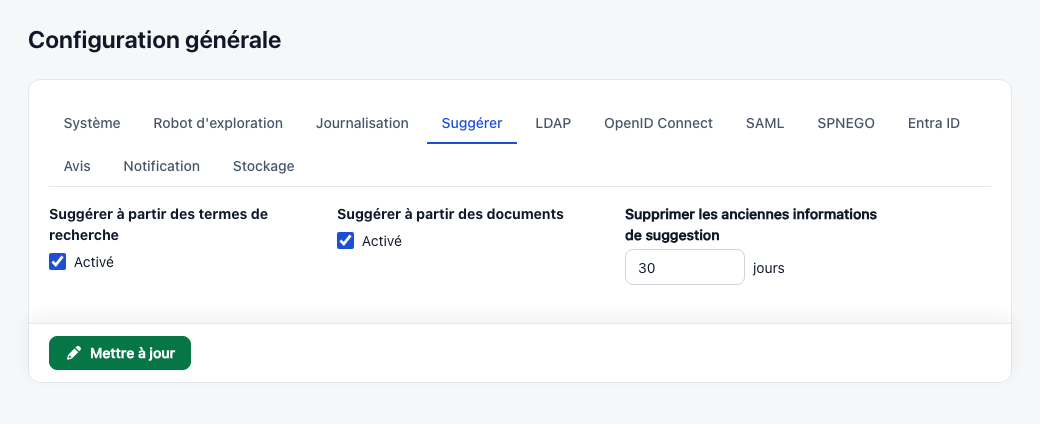 Configuration générale
Système Robot d'exploration Journalisation Suggérer LDAP OpenID Connect SAML SPNEGO Entra ID
Avis Notification Stockage
Suggérer à partir des termes de
recherche
Activé
Suggérer à partir des documents
Activé
Supprimer les anciennes informations
de suggestion
30 jours
Mettre à jour